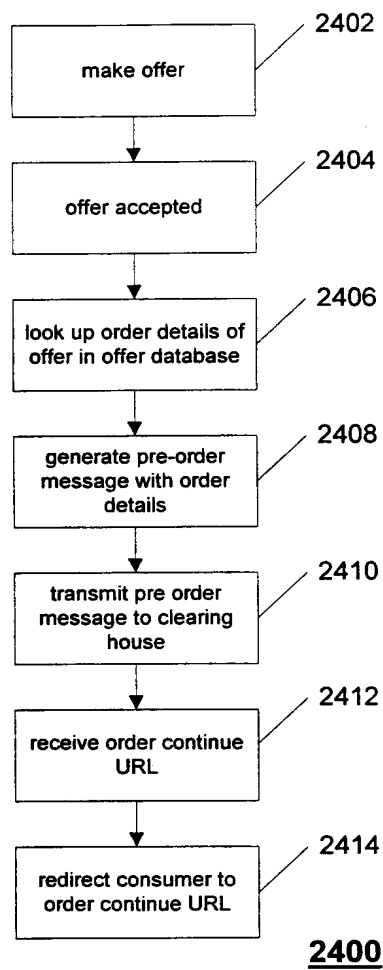 2402
make offer
2404
offer accepted
2406
look up order details of
offer in offer database
2408
generate pre-order
message with order
details
2410
transmit pre order
message to clearing
house
2412
receive order continue
URL
2414
redirect consumer to
order continue URL
2400